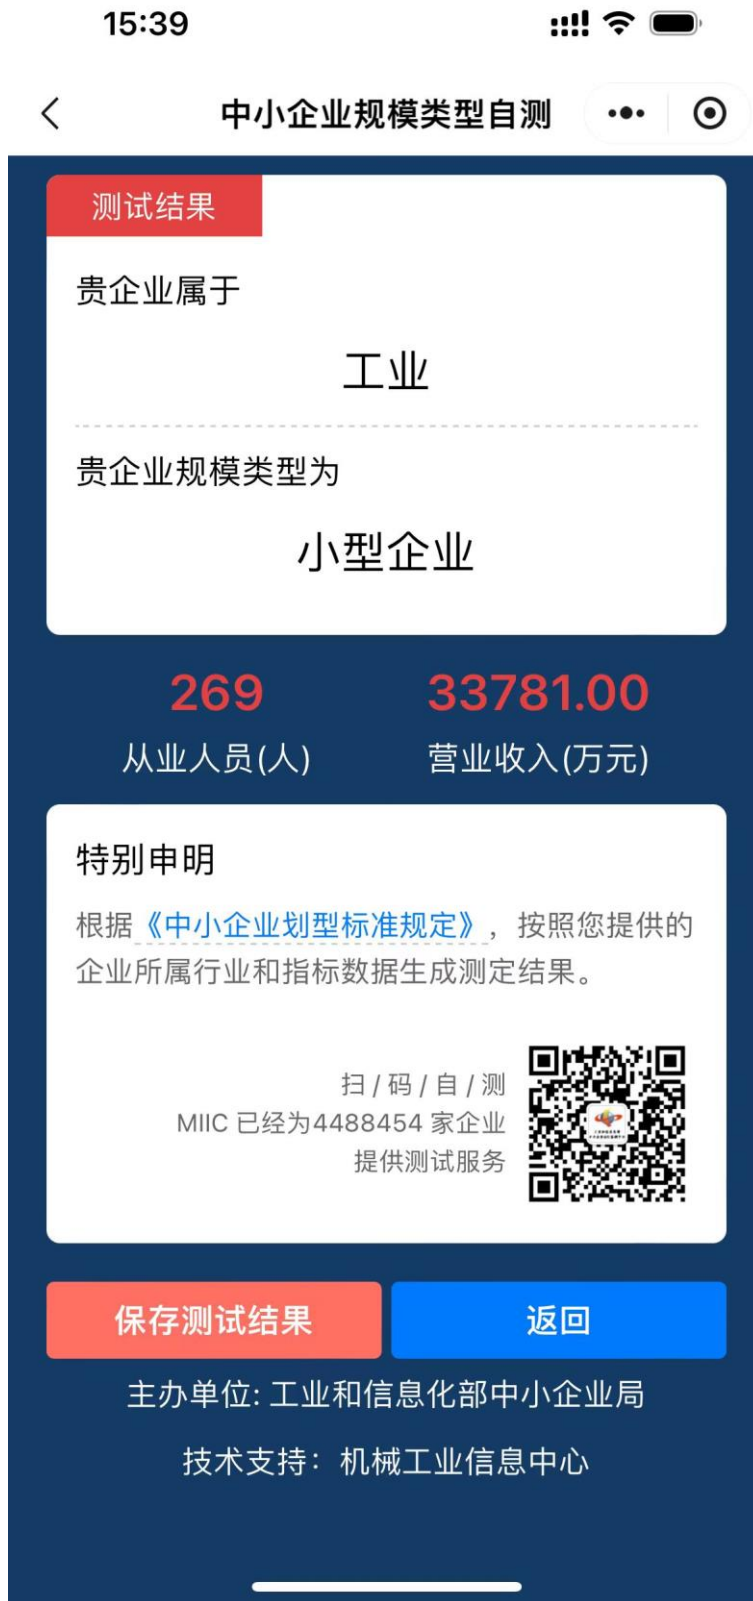 15:39
中小企业规模类型自测
测试结果
贵企业属于
工业
贵企业规模类型为
小型企业
269
33781.00
从业人员(人)
营业收入(万元)
特别申明
根据《中小企业划型标准规定》，按照您提供的
企业所属行业和指标数据生成测定结果。
扫 / 码 / 自 / 测
MIIC 已经为4488454 家企业
提供测试服务
保存测试结果
返回
主办单位: 工业和信息化部中小企业局
技术支持：机械工业信息中心